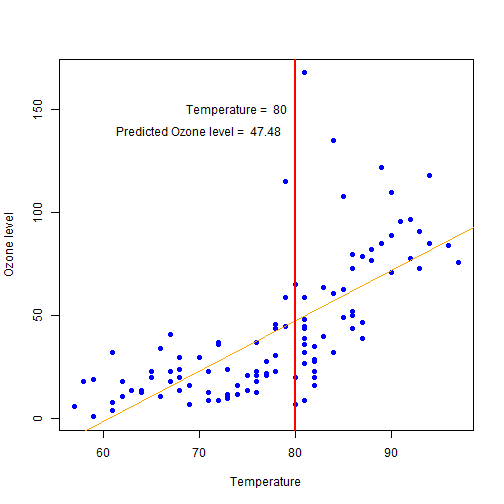 Temperature = 80
Predicted Ozone level = 47.48
Ozone level
150
100
50
0
60 70 80 90
Temperature